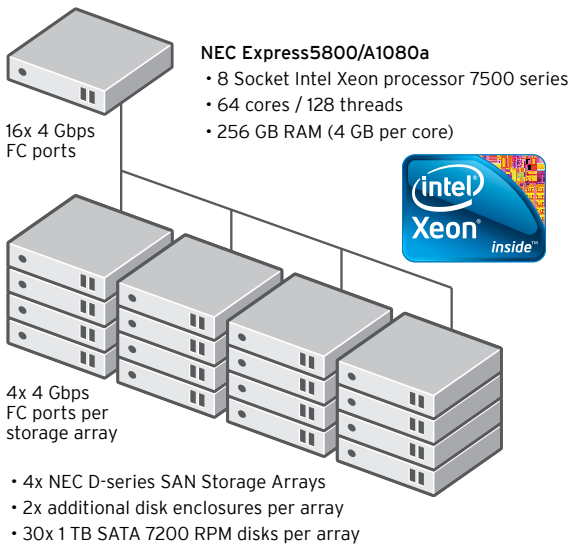 NEC Express5800/A1080a
• 8 Socket Intel Xeon processor 7500 series
• 64 cores / 128 threads
• 256 GB RAM (4 GB per core)
16x 4 Gbps
FC ports
intel
Xeon®
inside™
4x 4 Gbps
FC ports per
storage array
• 4x NEC D-series SAN Storage Arrays
• 2x additional disk enclosures per array
• 30x 1 TB SATA 7200 RPM disks per array